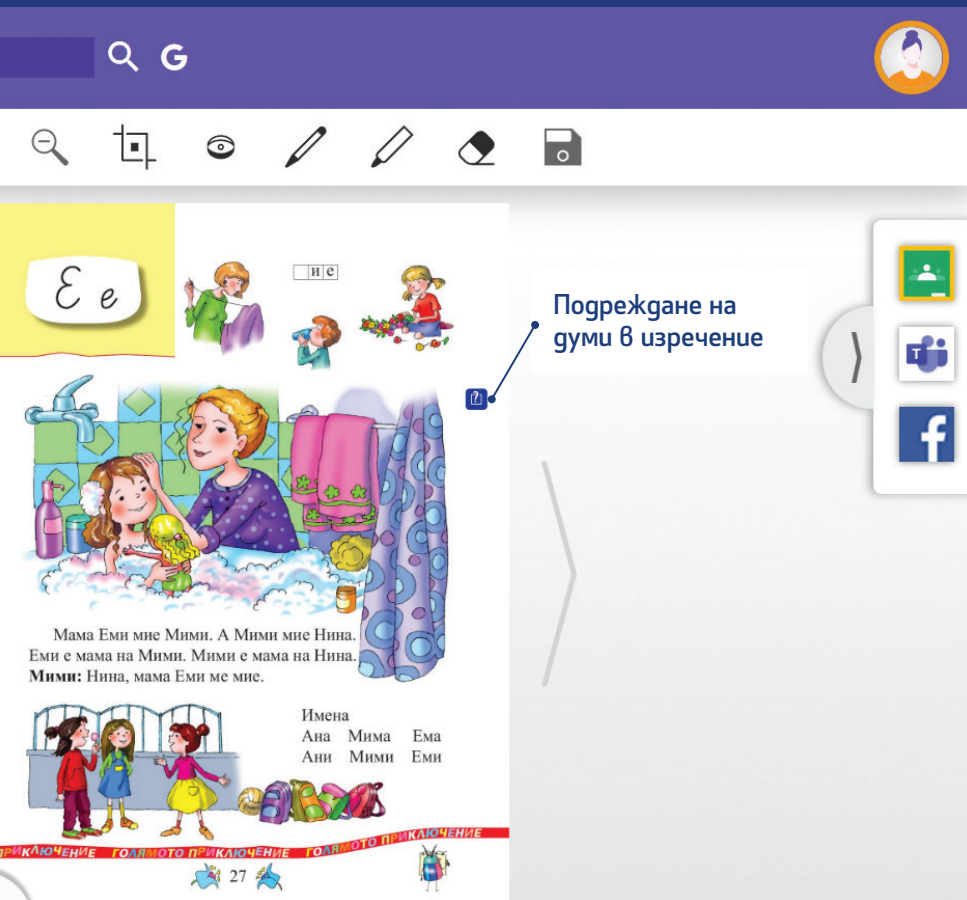 G
Е е
и е
Подреждане на
думи в изречение
T
f
Мама Еми мие Мими. А Мими мие Нина.
Еми е мама на Мими. Мими е мама на Нина.
Мими: Нина, мама Еми ме мие.
Имена
Ана Мима Ема
Ани Мими Еми
ПРИКЛЮЧЕНИЕ ГОЛЯМОТО ПРИКЛЮЧЕНИЕ ГОЛЯМОТО ПРИКЛЮЧЕНИЕ
27